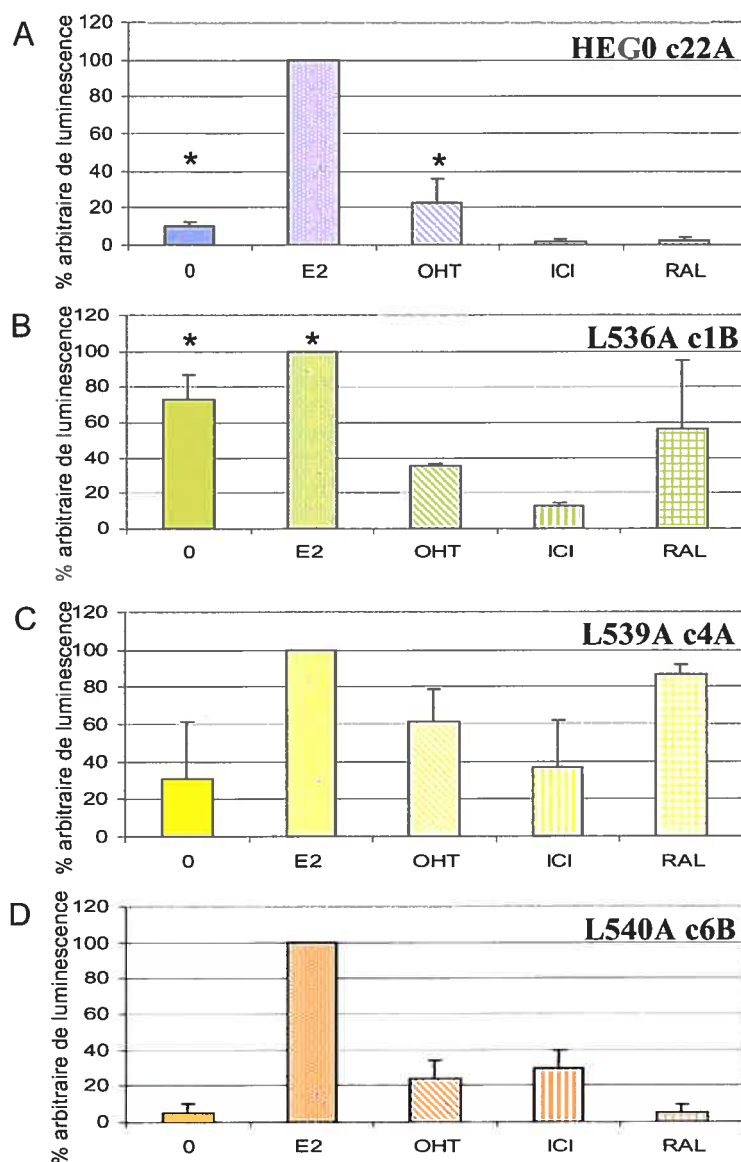 A
HEG0 c22A
% arbitraire de luminescence
120
100
80
60
40
20
0
*
*
0 E2 OHT ICI RAL
B
L536A c1B
% arbitraire de luminescence
120
100
80
60
40
20
0
*
*
0 E2 OHT ICI RAL
C
L539A c4A
% arbitraire de luminescence
120
100
80
60
40
20
0
0 E2 OHT ICI RAL
D
L540A c6B
% arbitraire de luminescence
120
100
80
60
40
20
0
0 E2 OHT ICI RAL